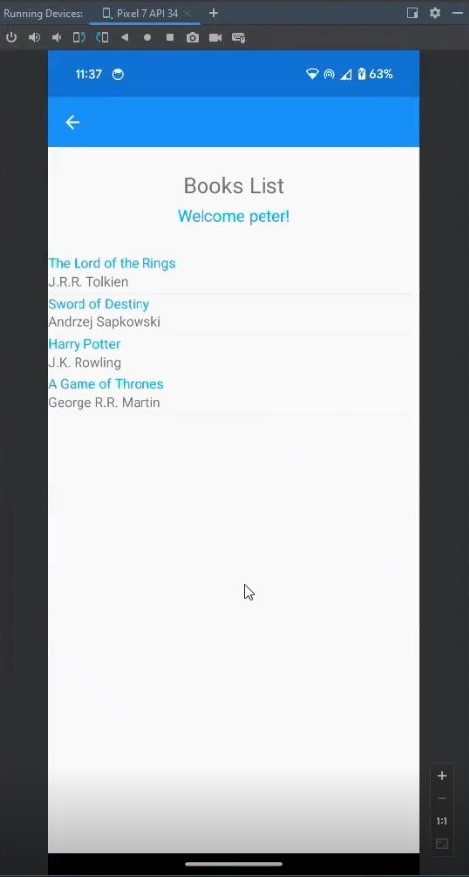 Running Devices: Pixel 7 API 34
11:37 63%
Books List
Welcome peter!
The Lord of the Rings
J.R.R. Tolkien
Sword of Destiny
Andrzej Sapkowski
Harry Potter
J.K. Rowling
A Game of Thrones
George R.R. Martin
1:1